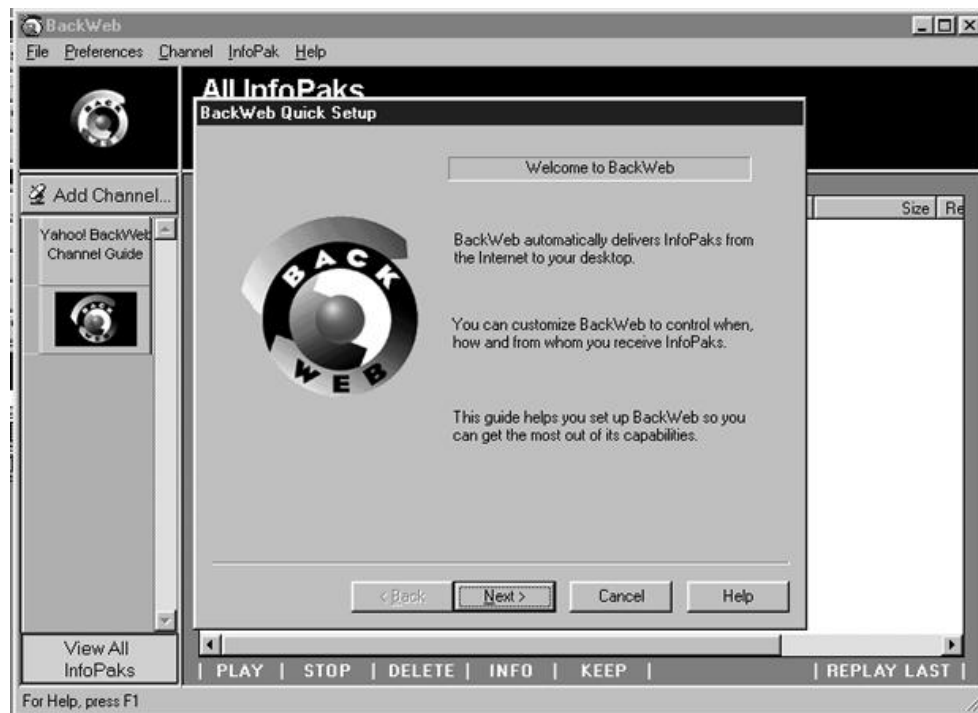 BackWeb
File Preferences Channel InfoPak Help
BACK
WEB
All InfoPaks
BackWeb Quick Setup
Welcome to BackWeb
Add Channel...
Size Re
Yahoo! BackWeb
Channel Guide
BACK
WEB
BackWeb automatically delivers InfoPaks from
the Internet to your desktop.
You can customize BackWeb to control when,
how and from whom you receive InfoPaks.
This guide helps you set up BackWeb so you
can get the most out of its capabilities.
< Back Next > Cancel Help
View All
InfoPaks
| PLAY | STOP | DELETE | INFO | KEEP | | REPLAY LAST |
For Help, press F1